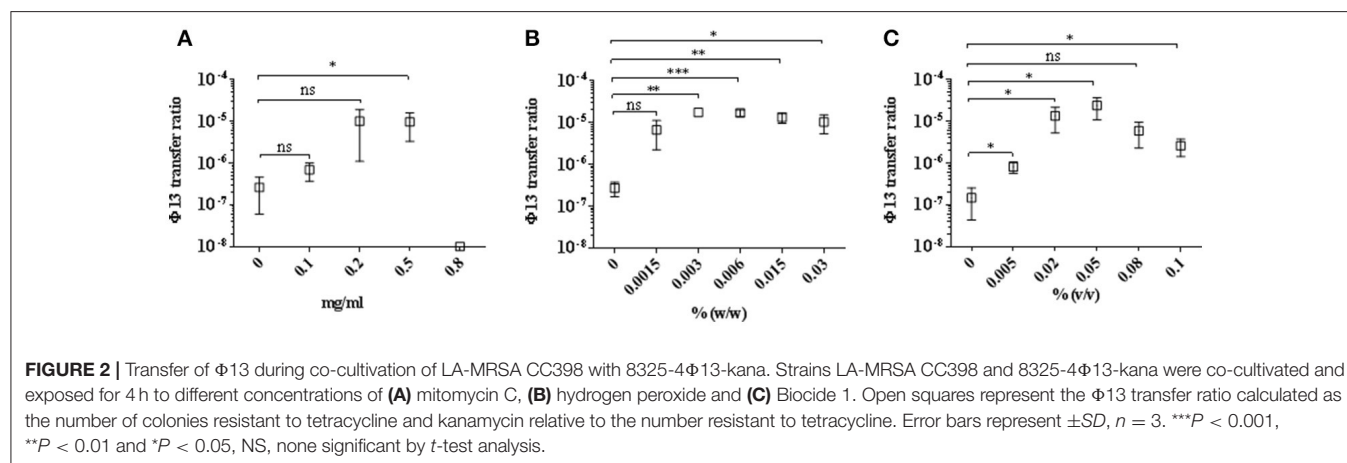 A
*
ns
ns
Φ13 transfer ratio
10⁻⁴
10⁻⁵
10⁻⁶
10⁻⁷
10⁻⁸
0 0.1 0.2 0.5 0.8
mg/ml
B
*
**
***
**
ns
Φ13 transfer ratio
10⁻⁴
10⁻⁵
10⁻⁶
10⁻⁷
10⁻⁸
0 0.0015 0.003 0.006 0.015 0.03
% (w/w)
C
*
ns
*
*
*
Φ13 transfer ratio
10⁻⁴
10⁻⁵
10⁻⁶
10⁻⁷
10⁻⁸
0 0.005 0.02 0.05 0.08 0.1
% (v/v)
FIGURE 2 | Transfer of Φ13 during co-cultivation of LA-MRSA CC398 with 8325-4Φ13-kana. Strains LA-MRSA CC398 and 8325-4Φ13-kana were co-cultivated and
exposed for 4 h to different concentrations of (A) mitomycin C, (B) hydrogen peroxide and (C) Biocide 1. Open squares represent the Φ13 transfer ratio calculated as
the number of colonies resistant to tetracycline and kanamycin relative to the number resistant to tetracycline. Error bars represent ±SD, n = 3. ***P < 0.001,
**P < 0.01 and *P < 0.05, NS, none significant by t-test analysis.